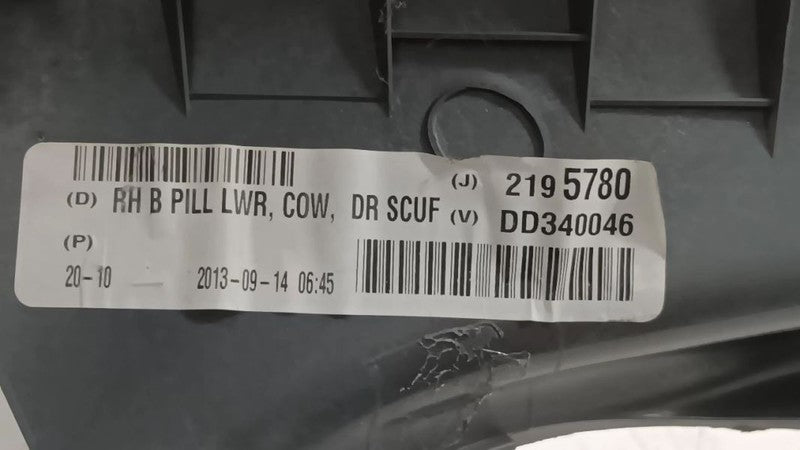 (J) 2195780
(D) RH B PILL LWR, COW, DR SCUF (V) DD340046
(P)
20-10 2013-09-14 06:45